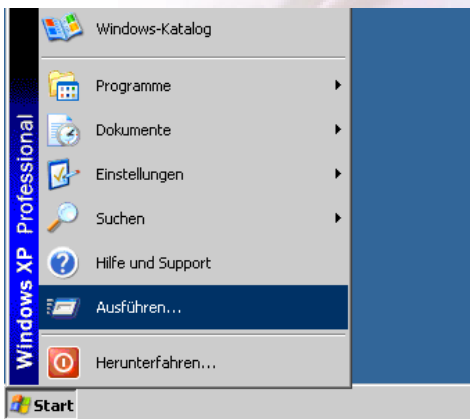 Windows-Katalog
Programme
Dokumente
Einstellungen
Suchen
Hilfe und Support
Ausführen...
Herunterfahren...
Windows XP Professional
Start